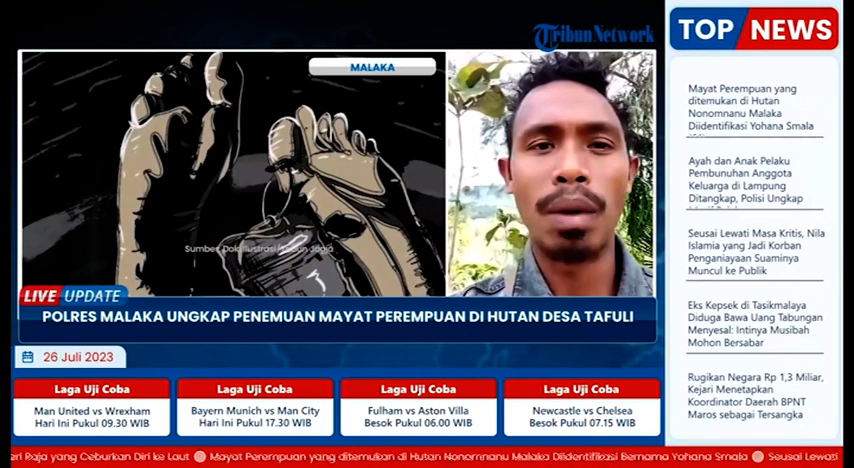 Tribun Network
TOP NEWS
MALAKA
Mayat Perempuan yang
ditemukan di Hutan
Nonomnanu Malaka
Diidentifikasi Yohana Smala
Ayah dan Anak Pelaku
Pembunuhan Anggota
Keluarga di Lampung
Ditangkap, Polisi Ungkap
Sumber: Dok Ilustrasi/Tribun Jogja
Seusai Lewati Masa Kritis, Nila
Islamia yang Jadi Korban
Penganiayaan Suaminya
Muncul ke Publik
LIVE UPDATE
POLRES MALAKA UNGKAP PENEMUAN MAYAT PEREMPUAN DI HUTAN DESA TAFULI
Eks Kepsek di Tasikmalaya
Diduga Bawa Uang Tabungan
Menyesal: Intinya Musibah
Mohon Bersabar
26 Juli 2023
Rugikan Negara Rp 1,3 Miliar,
Kejari Menetapkan
Koordinator Daerah BPNT
Maros sebagai Tersangka
Laga Uji Coba
Man United vs Wrexham
Hari Ini Pukul 09.30 WIB
Laga Uji Coba
Bayern Munich vs Man City
Hari Ini Pukul 17.30 WIB
Laga Uji Coba
Fulham vs Aston Villa
Besok Pukul 06.00 WIB
Laga Uji Coba
Newcastle vs Chelsea
Besok Pukul 07.15 WIB
eri Raja yang Ceburkan Diri ke Laut Mayat Perempuan yang ditemukan di Hutan Nonomnanu Malaka Diidentifikasi Bernama Yohana Smala Seusai Lewati